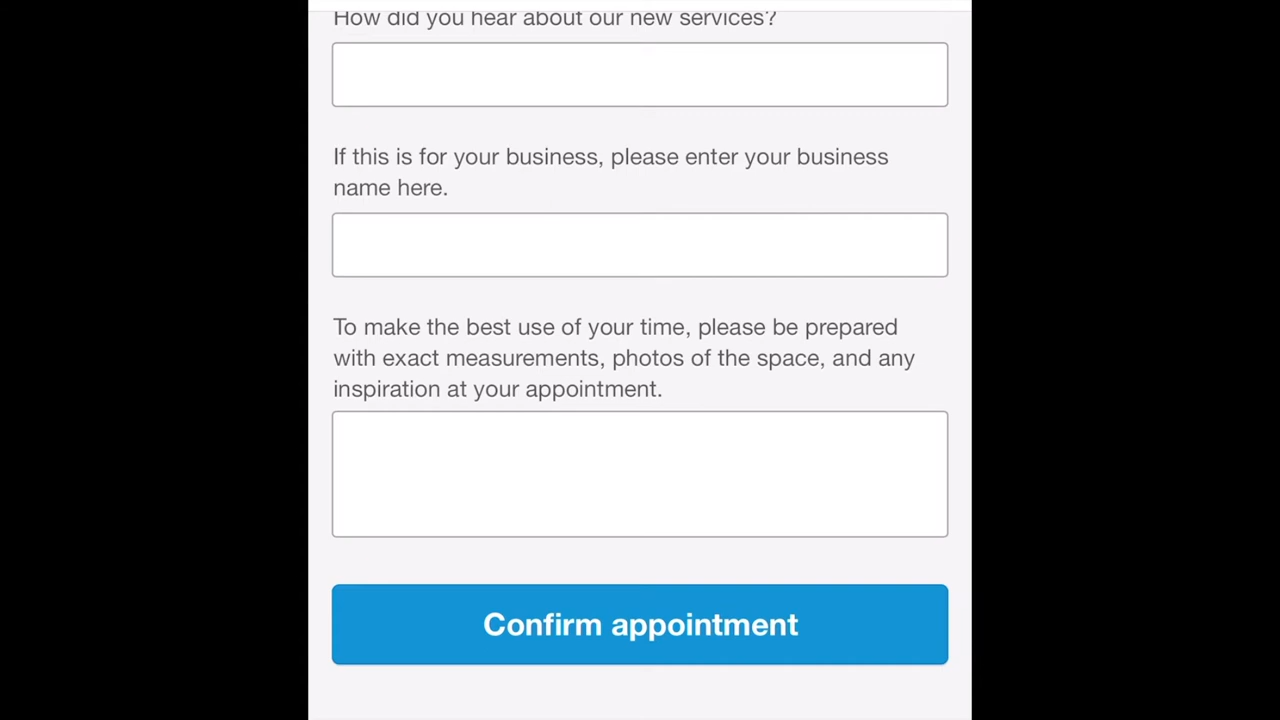 How did you hear about our new services?
If this is for your business, please enter your business
name here.
To make the best use of your time, please be prepared
with exact measurements, photos of the space, and any
inspiration at your appointment.
Confirm appointment